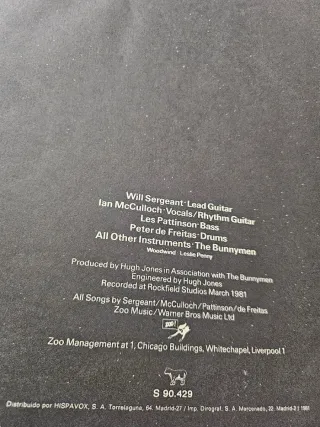 Will Sergeant·Lead Guitar
Ian McCulloch·Vocals/Rhythm Guitar
Les Pattinson·Bass
Peter de Freitas·Drums
All Other Instruments·The Bunnymen
Woodwind Leslie Penny
Produced by Hugh Jones in Association with The Bunnymen
Engineered by Hugh Jones
Recorded at Rockfield Studios March 1981
All Songs by Sergeant/McCulloch/Pattinson/de Freitas
Zoo Music/Warner Bros Music Ltd
zoo
Zoo Management at 1, Chicago Buildings, Whitechapel, Liverpool 1
S 90.429
Distribuido por HISPAVOX, S. A. Torrelaguna, 64. Madrid-27 / Imp. Dirograf, S. A. Marcenado, 22. Madrid-2 / 1981